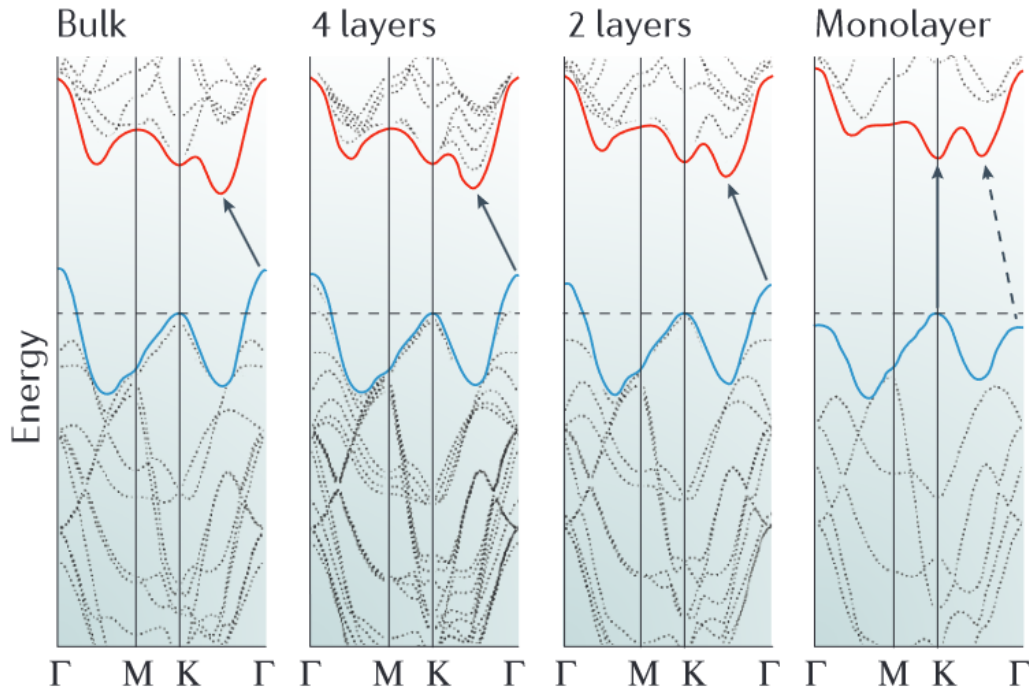 Bulk
4 layers
2 layers
Monolayer
Energy
Γ M K Γ
Γ M K Γ
Γ M K Γ
Γ M K Γ